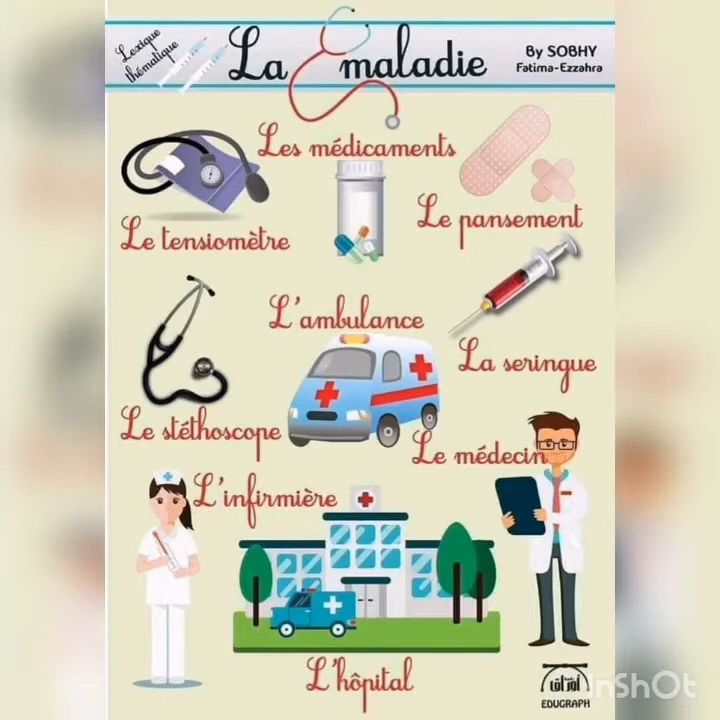 Lexique
thématique
La maladie
By SOBHY
Fatima-Ezzahra
Les médicaments
Le pansement
Le tensiomètre
L'ambulance
La seringue
Le stéthoscope
Le médecin
L'infirmière
L'hôpital
أوراق
EDUGRAPH
InShOt